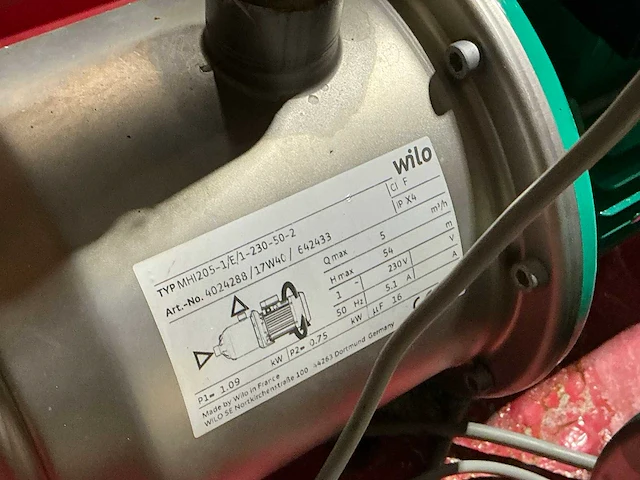 wilo
TYP MHI205-1/E/1-230-50-2
Cl F
Art.-No. 4024288 /17W40 / 642433
IP X4
Q max 5 m³/h
H max 54 m
1 ~ 230V V
50 Hz 5.1 A A
P1= 1.09 kW P2= 0.75 kW µF 16
Made by Wilo in France
WILO SE Nortkirchenstraße 100 44263 Dortmund Germany